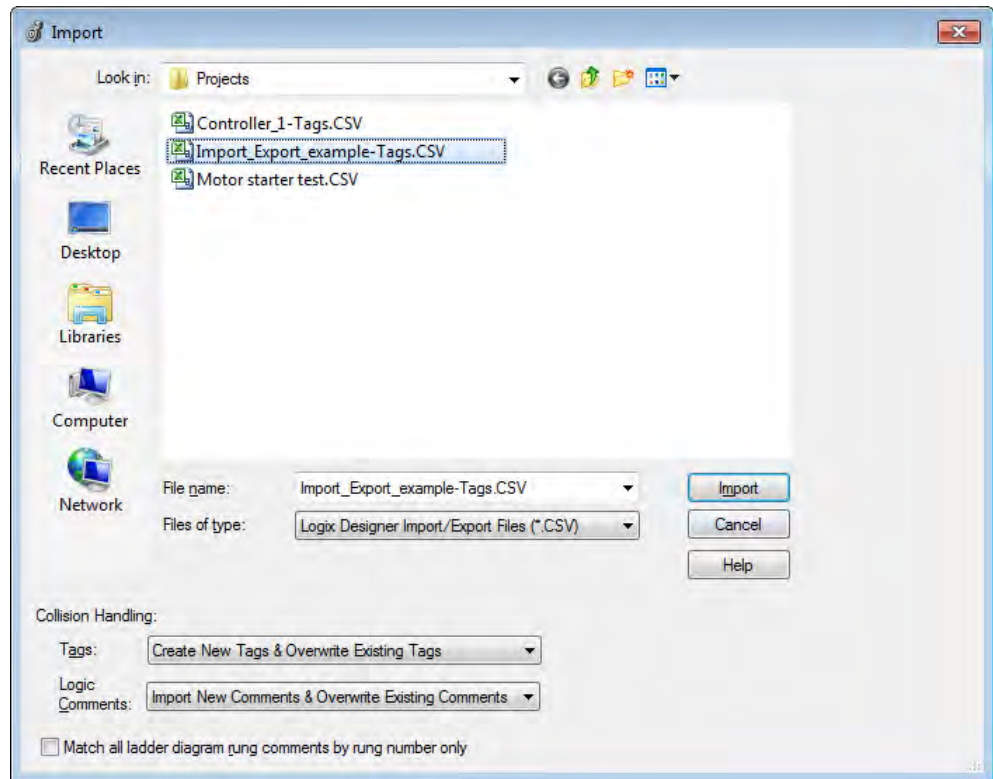 Import
Look in: Projects
Controller_1-Tags.CSV
Import_Export_example-Tags.CSV
Motor starter test.CSV
Recent Places
Desktop
Libraries
Computer
Network
File name: Import_Export_example-Tags.CSV Import
Files of type: Logix Designer Import/Export Files (*.CSV) Cancel
Help
Collision Handling:
Tags: Create New Tags & Overwrite Existing Tags
Logic
Comments: Import New Comments & Overwrite Existing Comments
Match all ladder diagram rung comments by rung number only